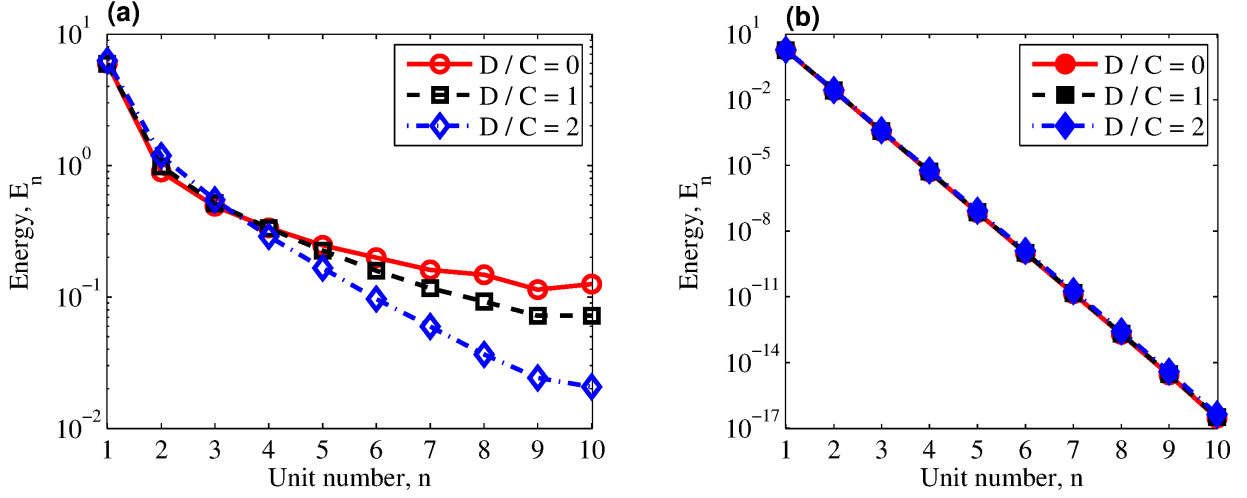 (a)
10^1
10^0
10^-1
10^-2
Energy, E_n
D / C = 0
D / C = 1
D / C = 2
1 2 3 4 5 6 7 8 9 10
Unit number, n
(b)
10^1
10^-2
10^-5
10^-8
10^-11
10^-14
10^-17
Energy, E_n
D / C = 0
D / C = 1
D / C = 2
1 2 3 4 5 6 7 8 9 10
Unit number, n